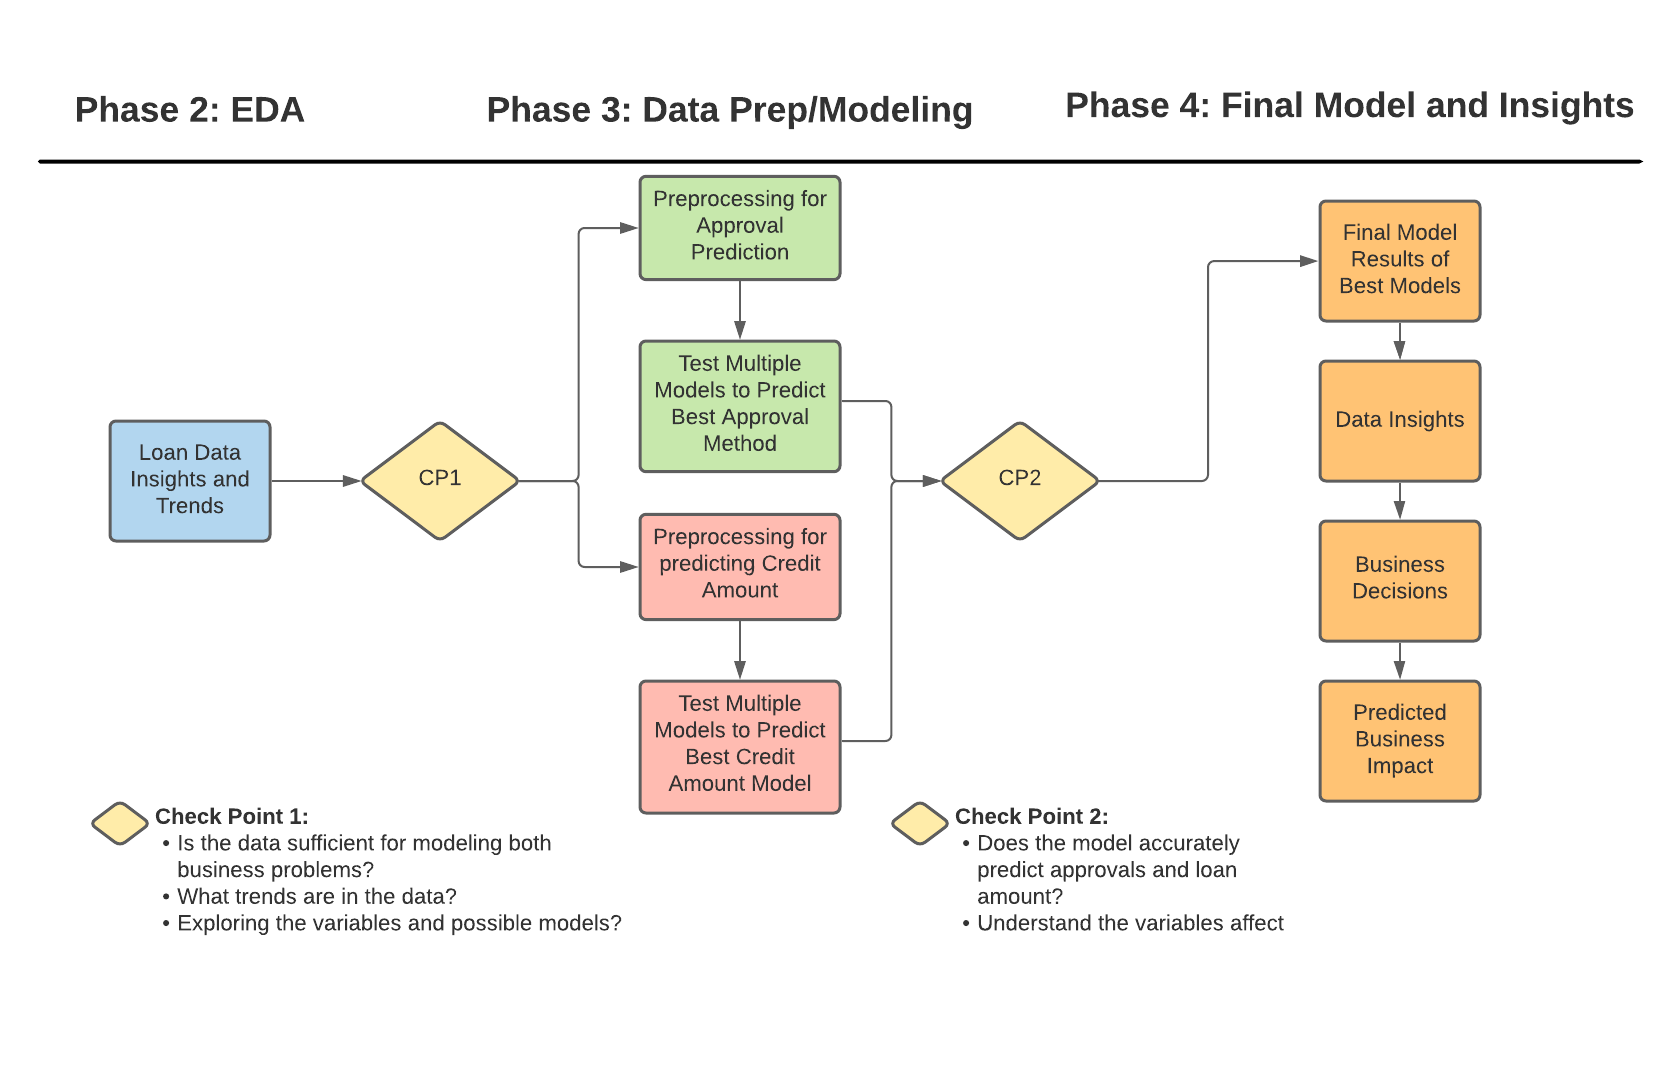 Phase 2: EDA
Phase 3: Data Prep/Modeling
Phase 4: Final Model and Insights
Loan Data
Insights and
Trends
CP1
Preprocessing for
Approval
Prediction
Test Multiple
Models to Predict
Best Approval
Method
Preprocessing for
predicting Credit
Amount
Test Multiple
Models to Predict
Best Credit
Amount Model
CP2
Final Model
Results of
Best Models
Data Insights
Business
Decisions
Predicted
Business
Impact
Check Point 1:
• Is the data sufficient for modeling both
business problems?
• What trends are in the data?
• Exploring the variables and possible models?
Check Point 2:
• Does the model accurately
predict approvals and loan
amount?
• Understand the variables affect